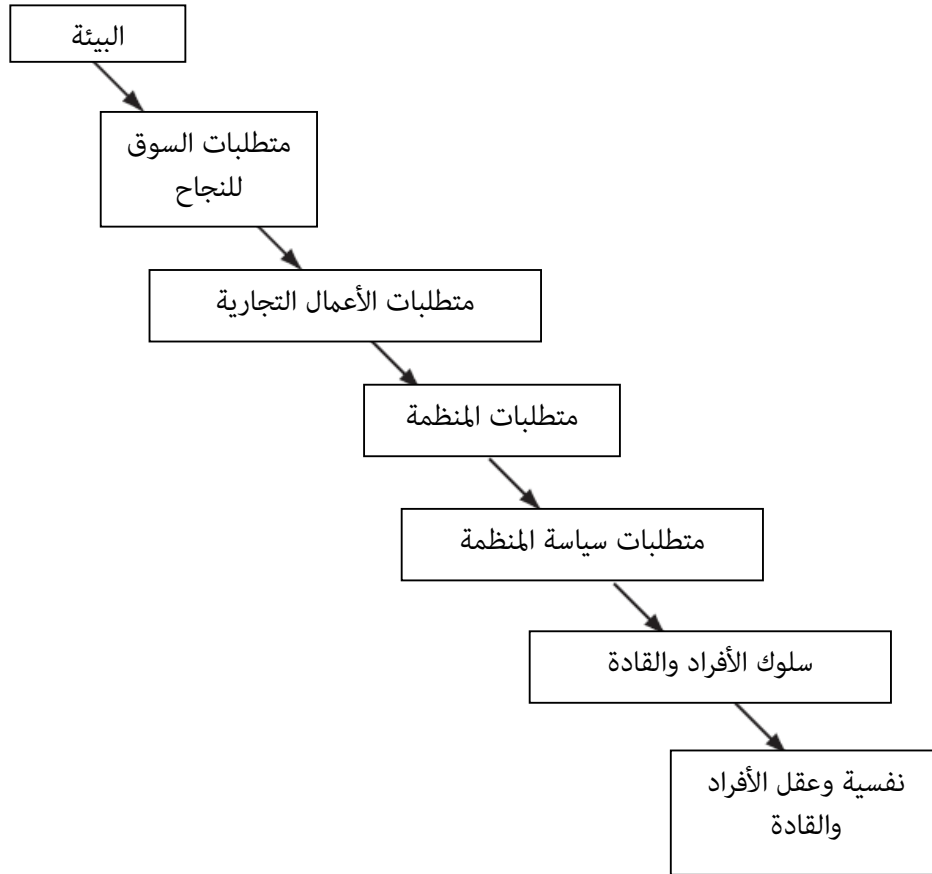 البيئة
متطلبات السوق
للنجاح
متطلبات الأعمال التجارية
متطلبات المنظمة
متطلبات سياسة المنظمة
سلوك الأفراد والقادة
نفسية وعقل الأفراد
والقادة